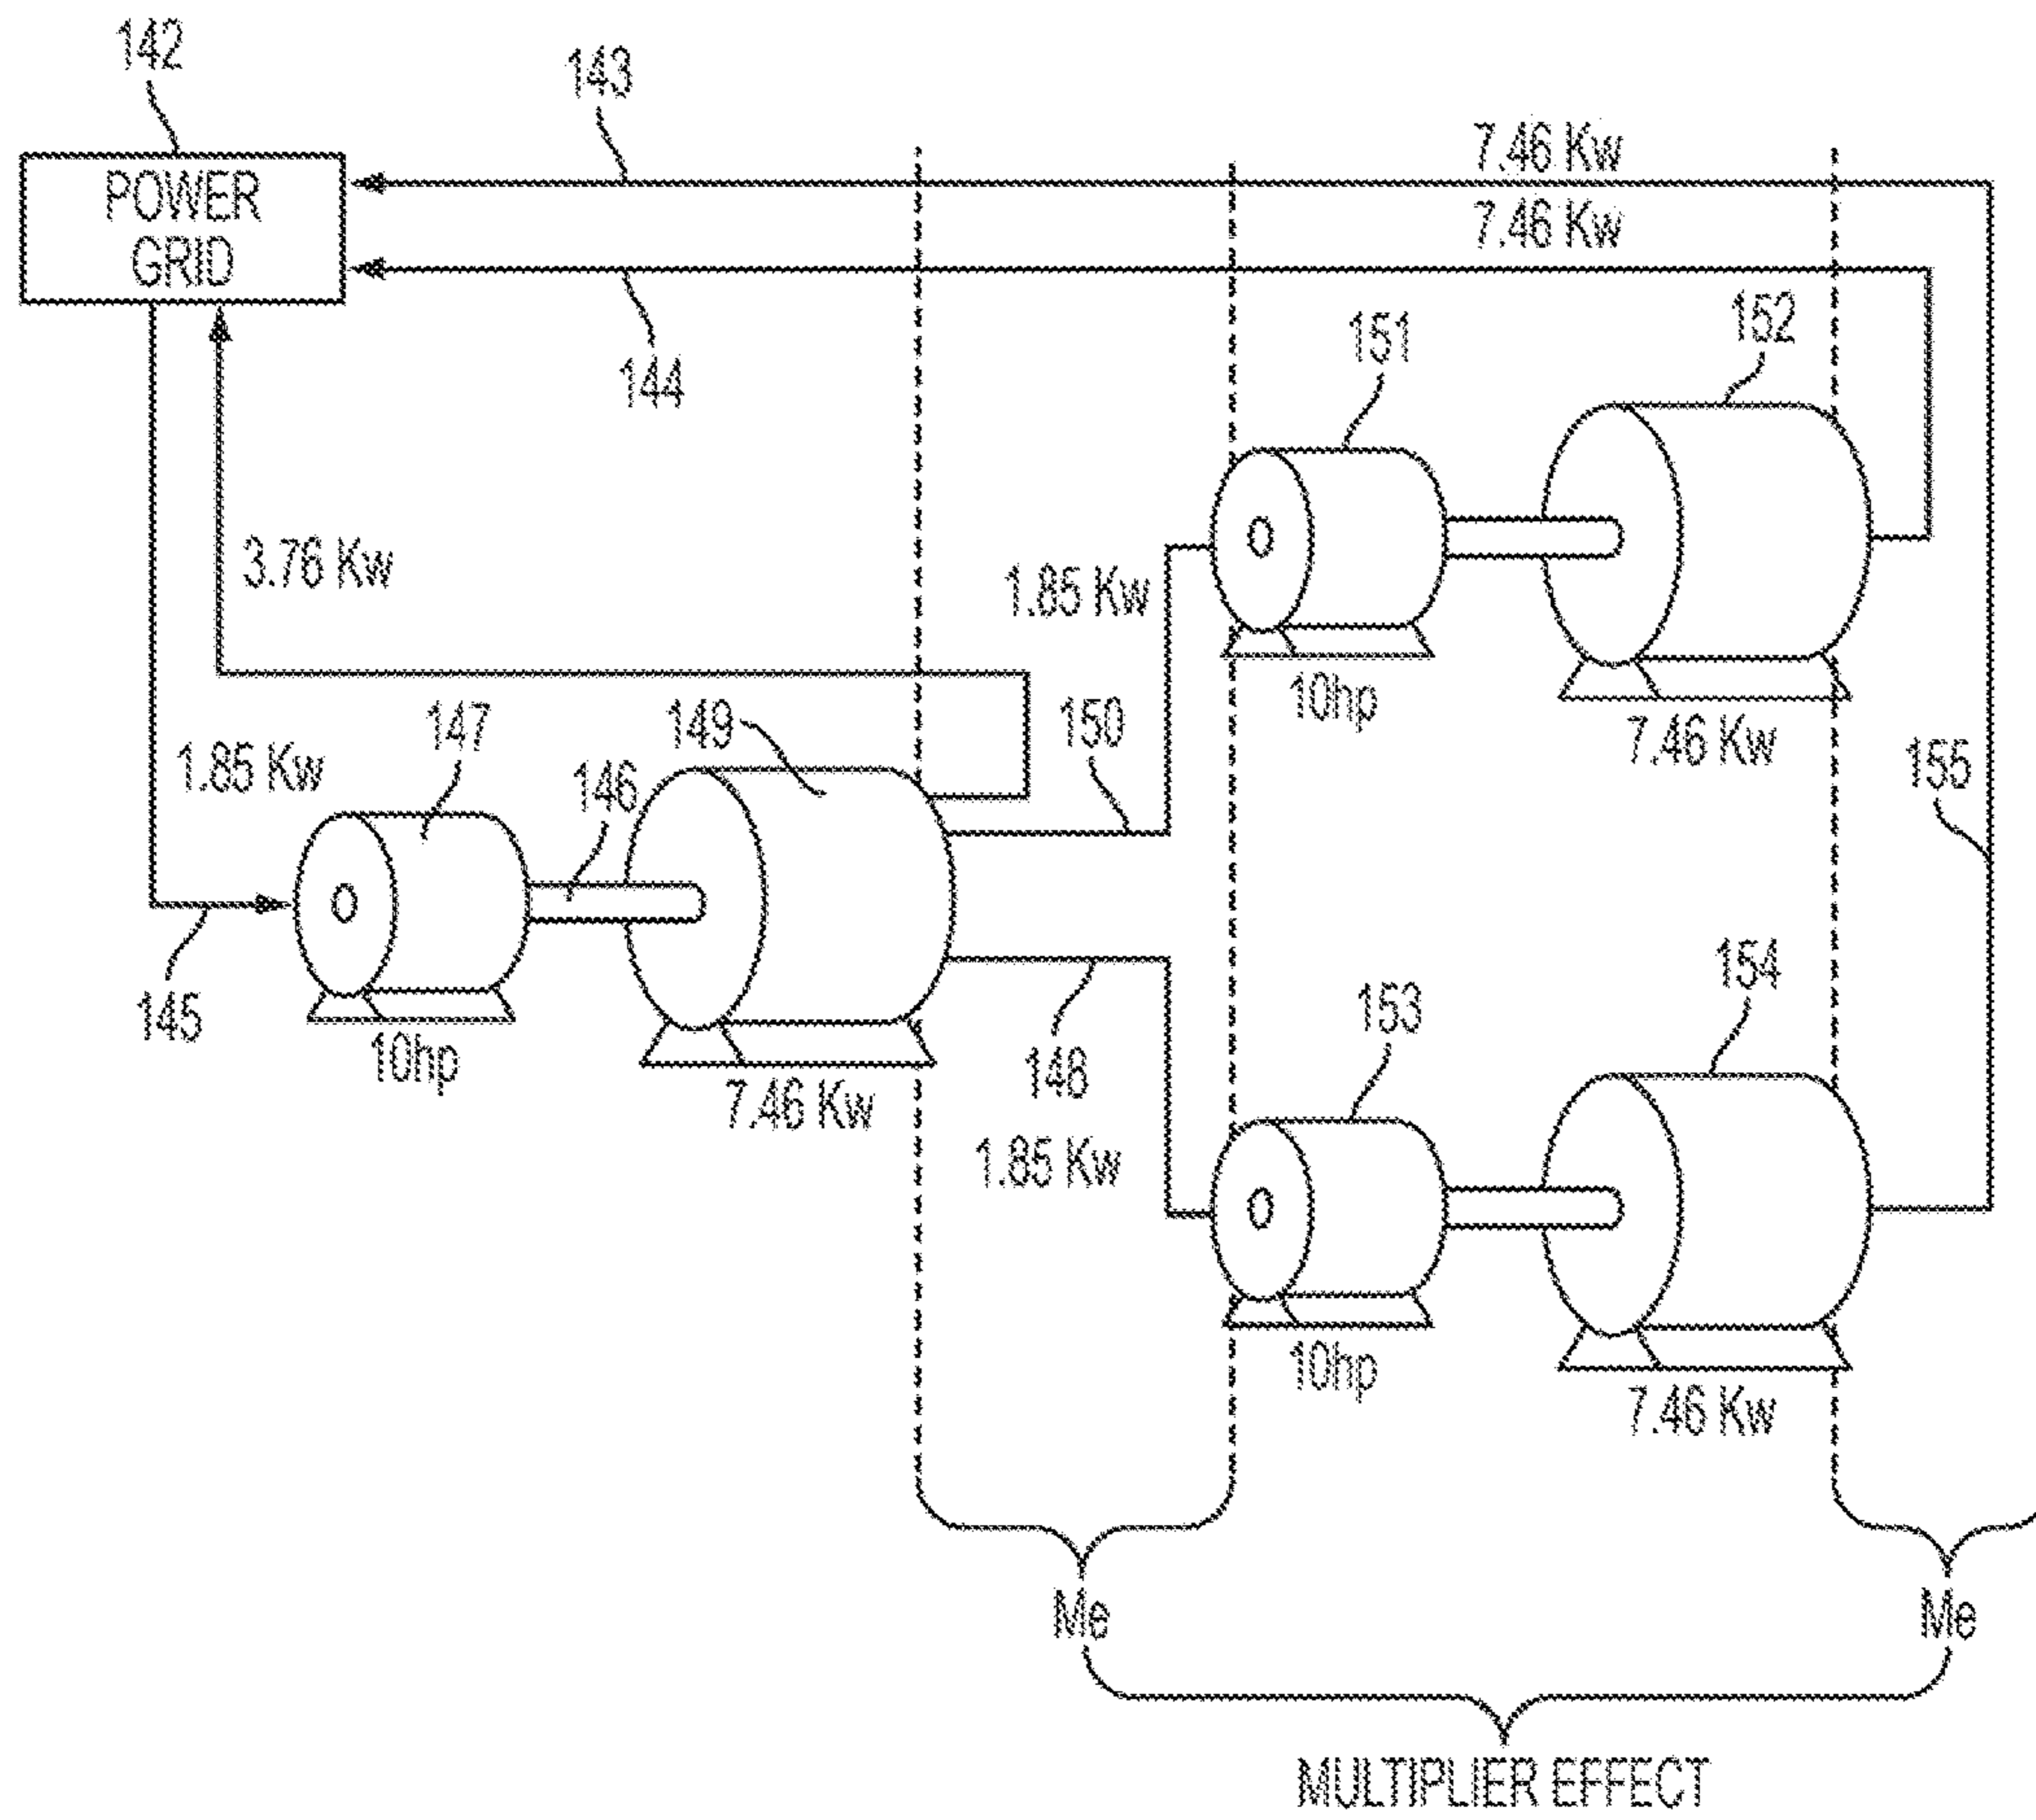 142
143
7.46 Kw
POWER
GRID
7.46 Kw
144
151
152
3.76 Kw
1.85 Kw
10hp
7.46 Kw
147
149
150
1.85 Kw
146
155
145
10hp
7.46 Kw
148
1.85 Kw
153
154
10hp
7.46 Kw
Me
Me
MULTIPLIER EFFECT